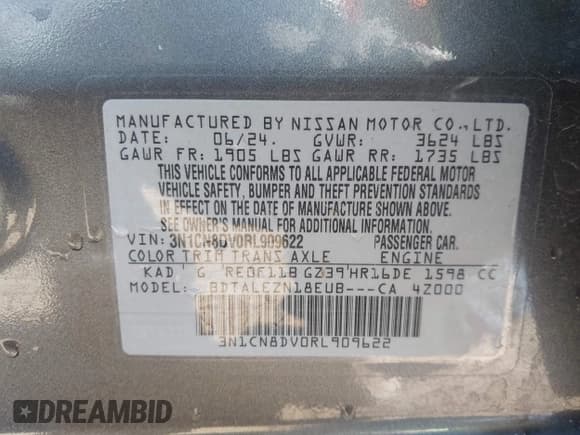 MANUFACTURED BY NISSAN MOTOR CO., LTD.
DATE: 06/24. GVWR: 3624 LBS
GAWR FR: 1905 LBS GAWR RR: 1735 LBS
THIS VEHICLE CONFORMS TO ALL APPLICABLE FEDERAL MOTOR
VEHICLE SAFETY, BUMPER AND THEFT PREVENTION STANDARDS
IN EFFECT ON THE DATE OF MANUFACTURE SHOWN ABOVE.
SEE OWNER'S MANUAL FOR ADDITIONAL INFORMATION.
VIN: 3N1CN8DV0RL909622 PASSENGER CAR.
COLOR TRIM TRANS AXLE ENGINE
KAD' G RE0F11B GZ39'HR16DE 1598 CC
MODEL: BDTALEZN18EUB---CA 4Z000
3N1CN8DV0RL909622
DREAMBID